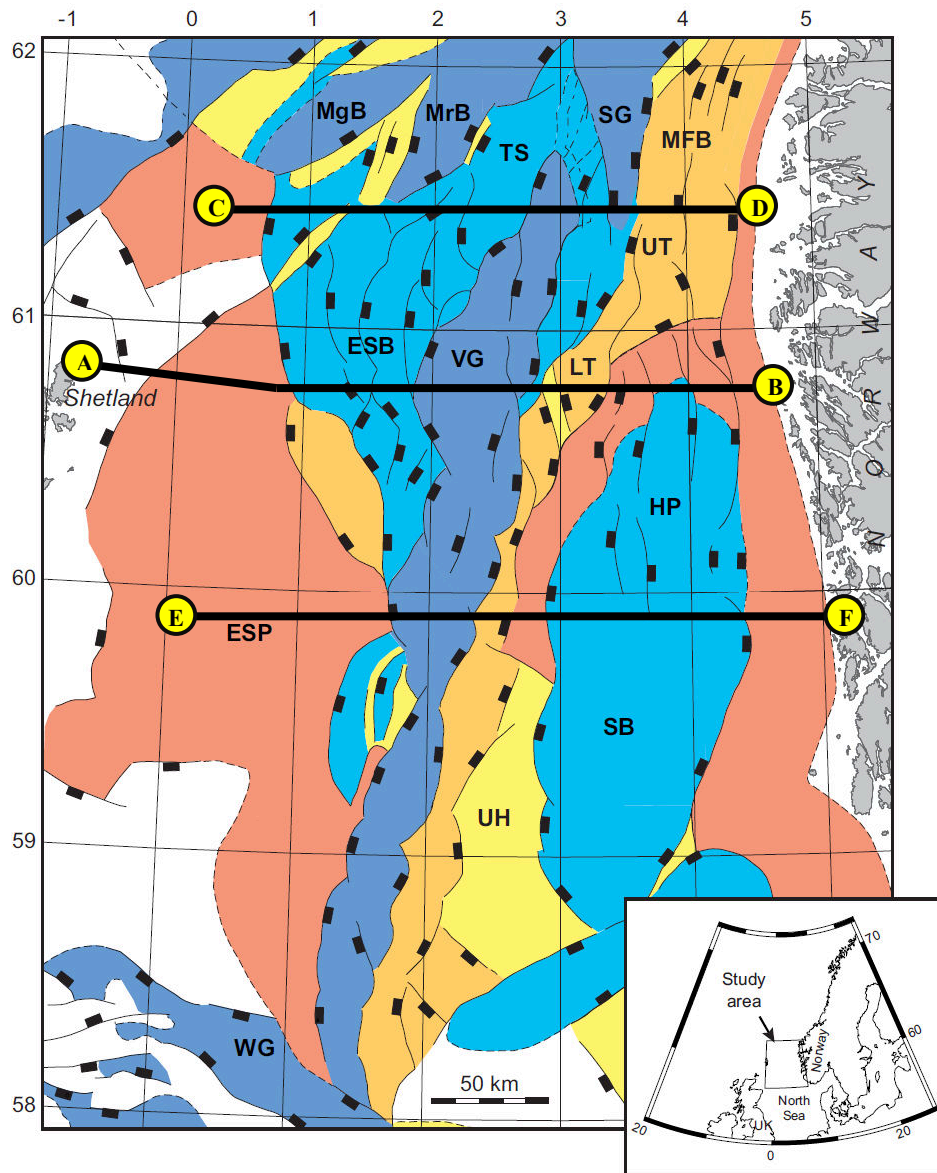 -1 0 1 2 3 4 5
62
MgB MrB SG
MFB
TS
Y
C D
UT
A
61
W
ESB VG LT
A
Shetland
B
R
O
HP
N
60
E F
ESP
SB
UH
59
WG
50 km
58
70
Study
area
60
Norway
North
Sea
UK
20
0
20